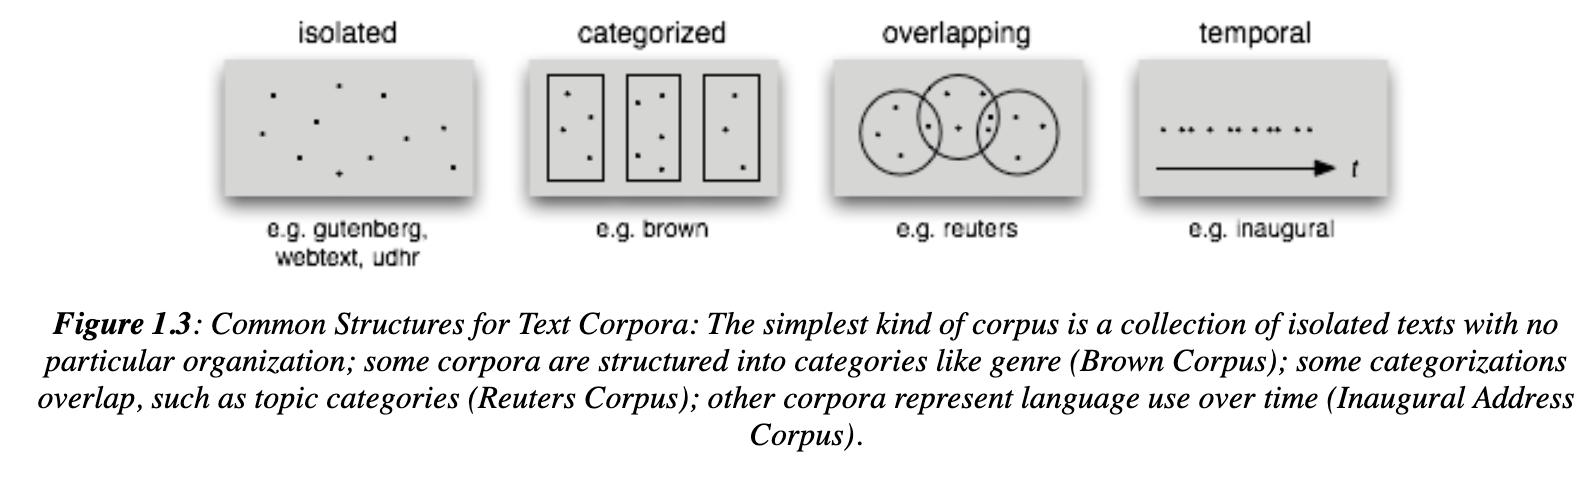 isolated
categorized
overlapping
temporal
t
e.g. gutenberg,
webtext, udhr
e.g. brown
e.g. reuters
e.g. inaugural
Figure 1.3: Common Structures for Text Corpora: The simplest kind of corpus is a collection of isolated texts with no
particular organization; some corpora are structured into categories like genre (Brown Corpus); some categorizations
overlap, such as topic categories (Reuters Corpus); other corpora represent language use over time (Inaugural Address
Corpus).